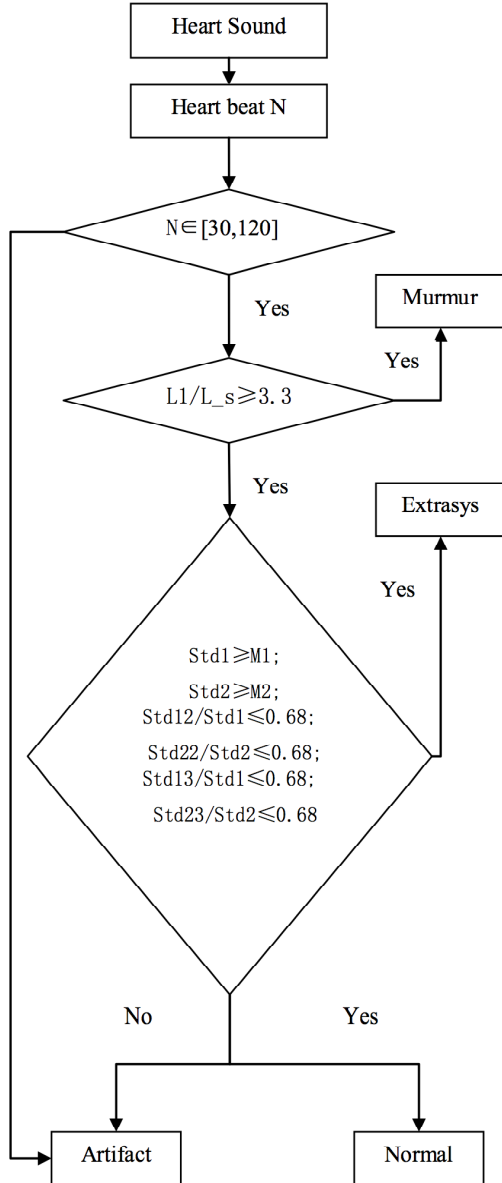 Heart Sound
Heart beat N
N∈[30,120]
Yes
Murmur
Yes
L1/L_s≥3.3
Yes
Extrasys
Yes
Std1≥M1;
Std2≥M2;
Std12/Std1≤0.68;
Std22/Std2≤0.68;
Std13/Std1≤0.68;
Std23/Std2≤0.68
No
Yes
Artifact
Normal